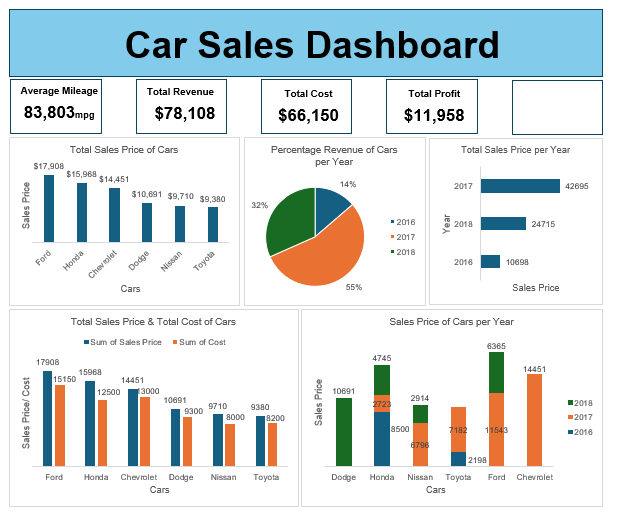 Car Sales Dashboard
Average Mileage
83,803mpg
Total Revenue
$78,108
Total Cost
$66,150
Total Profit
$11,958
Total Sales Price of Cars
Sales Price
$17,908
$15,968
$14,451
$10,691
$9,710
$9,380
Ford
Honda
Chevrolet
Dodge
Nissan
Toyota
Cars
Percentage Revenue of Cars
per Year
14%
32%
55%
2016
2017
2018
Total Sales Price per Year
Year
2017
42695
2018
24715
2016
10698
Sales Price
Total Sales Price & Total Cost of Cars
Sum of Sales Price
Sum of Cost
Sales Price/ Cost
17908
15150
15968
12500
14451
13000
10691
9300
9710
8000
9380
8200
Ford
Honda
Chevrolet
Dodge
Nissan
Toyota
Cars
Sales Price of Cars per Year
Sales Price
10691
4745
2723
8500
2914
6796
7182
2198
6365
11543
14451
2018
2017
2016
Dodge
Honda
Nissan
Toyota
Ford
Chevrolet
Cars